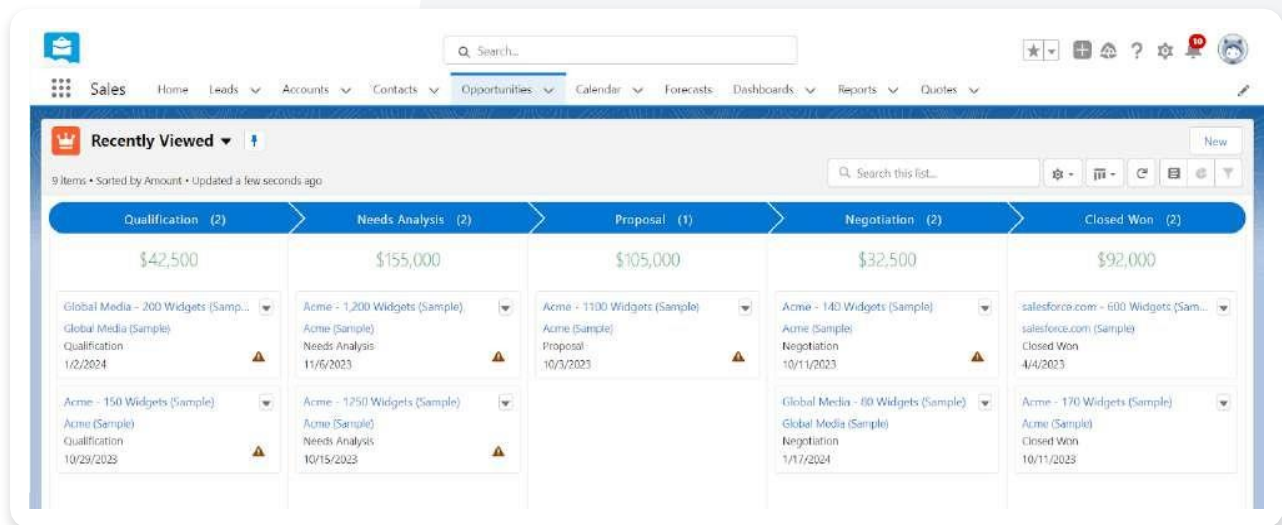 Search...
10
Sales Home Leads Accounts Contacts Opportunities Calendar Forecasts Dashboards Reports Quotes
Recently Viewed
New
9 items • Sorted by Amount • Updated a few seconds ago
Search this list...
Qualification (2)
Needs Analysis (2)
Proposal (1)
Negotiation (2)
Closed Won (2)
$42,500
$155,000
$105,000
$32,500
$92,000
Global Media - 200 Widgets (Samp...
Global Media (Sample)
Qualification
1/2/2024
Acme - 150 Widgets (Sample)
Acme (Sample)
Qualification
10/29/2023
Acme - 1,200 Widgets (Sample)
Acme (Sample)
Needs Analysis
11/6/2023
Acme - 1250 Widgets (Sample)
Acme (Sample)
Needs Analysis
10/15/2023
Acme - 1100 Widgets (Sample)
Acme (Sample)
Proposal
10/3/2023
Acme - 140 Widgets (Sample)
Acme (Sample)
Negotiation
10/11/2023
Global Media - 80 Widgets (Sample)
Global Media (Sample)
Negotiation
1/17/2024
salesforce.com - 600 Widgets (Sam...
salesforce.com (Sample)
Closed Won
4/4/2023
Acme - 170 Widgets (Sample)
Acme (Sample)
Closed Won
10/11/2023